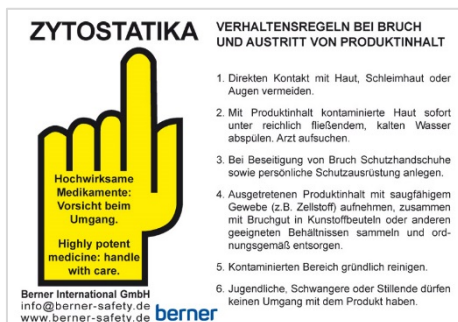 ZYTOSTATIKA
Hochwirksame
Medikamente:
Vorsicht beim
Umgang.
Highly potent
medicine: handle
with care.
Berner International GmbH
info@berner-safety.de
www.berner-safety.de
berner
VERHALTENSREGELN BEI BRUCH
UND AUSTRITT VON PRODUKTINHALT
1. Direkten Kontakt mit Haut, Schleimhaut oder
Augen vermeiden.
2. Mit Produktinhalt kontaminierte Haut sofort
unter reichlich fließendem, kalten Wasser
abspülen. Arzt aufsuchen.
3. Bei Beseitigung von Bruch Schutzhandschuhe
sowie persönliche Schutzausrüstung anlegen.
4. Ausgetretenen Produktinhalt mit saugfähigem
Gewebe (z.B. Zellstoff) aufnehmen, zusammen
mit Bruchgut in Kunstoffbeuteln oder anderen
geeigneten Behältnissen sammeln und ord-
nungsgemäß entsorgen.
5. Kontaminierten Bereich gründlich reinigen.
6. Jugendliche, Schwangere oder Stillende dürfen
keinen Umgang mit dem Produkt haben.